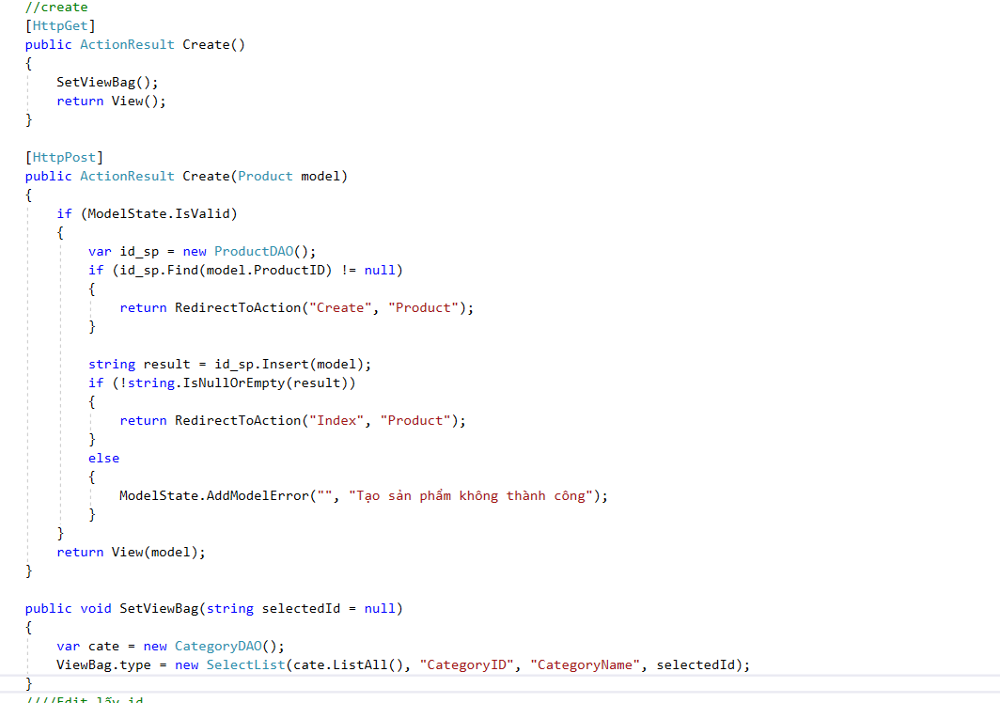 //create
[HttpGet]
public ActionResult Create()
{
SetViewBag();
return View();
}
[HttpPost]
public ActionResult Create(Product model)
{
if (ModelState.IsValid)
{
var id_sp = new ProductDAO();
if (id_sp.Find(model.ProductID) != null)
{
return RedirectToAction("Create", "Product");
}
string result = id_sp.Insert(model);
if (!string.IsNullOrEmpty(result))
{
return RedirectToAction("Index", "Product");
}
else
{
ModelState.AddModelError("", "Tạo sản phẩm không thành công");
}
}
return View(model);
}
public void SetViewBag(string selectedId = null)
{
var cate = new CategoryDAO();
ViewBag.type = new SelectList(cate.ListAll(), "CategoryID", "CategoryName", selectedId);
}
////Edit lấy id